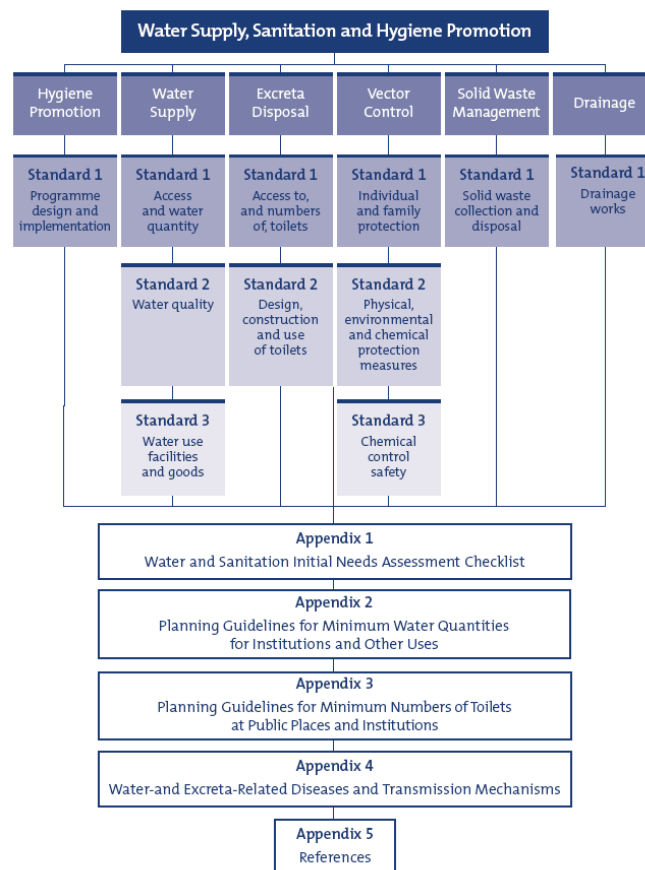 Water Supply, Sanitation and Hygiene Promotion
Hygiene
Promotion
Water
Supply
Excreta
Disposal
Vector
Control
Solid Waste
Management
Drainage
Standard 1
Programme
design and
implementation
Standard 1
Access
and water
quantity
Standard 1
Access to,
and numbers
of, toilets
Standard 1
Individual
and family
protection
Standard 1
Solid waste
collection and
disposal
Standard 1
Drainage
works
Standard 2
Water quality
Standard 2
Design,
construction
and use
of toilets
Standard 2
Physical,
environmental
and chemical
protection
measures
Standard 3
Water use
facilities
and goods
Standard 3
Chemical
control
safety
Appendix 1
Water and Sanitation Initial Needs Assessment Checklist
Appendix 2
Planning Guidelines for Minimum Water Quantities
for Institutions and Other Uses
Appendix 3
Planning Guidelines for Minimum Numbers of Toilets
at Public Places and Institutions
Appendix 4
Water-and Excreta-Related Diseases and Transmission Mechanisms
Appendix 5
References